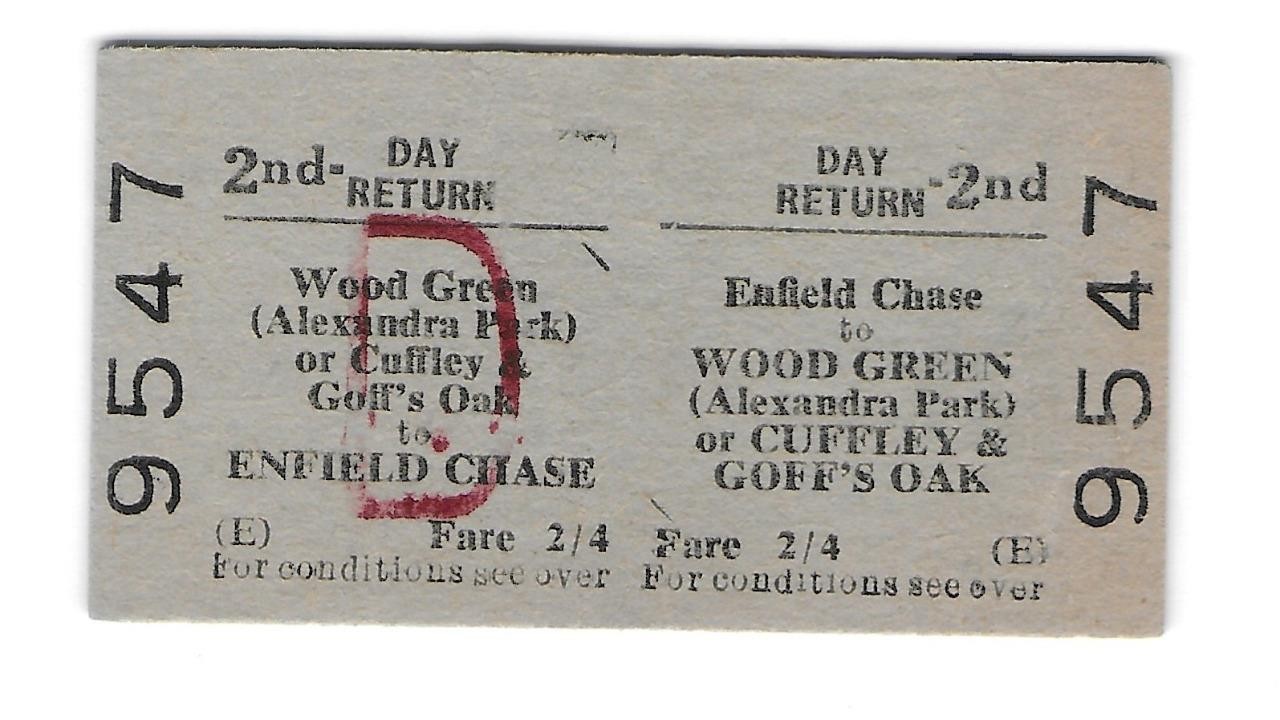 9547
2nd- DAY RETURN
Wood Green
(Alexandra Park)
or Cuffley &
Goff's Oak
to
ENFIELD CHASE
(E) Fare 2/4
For conditions see over
D
DAY RETURN -2nd
Enfield Chase
to
WOOD GREEN
(Alexandra Park)
or CUFFLEY &
GOFF'S OAK
Fare 2/4 (E)
For conditions see over
9547